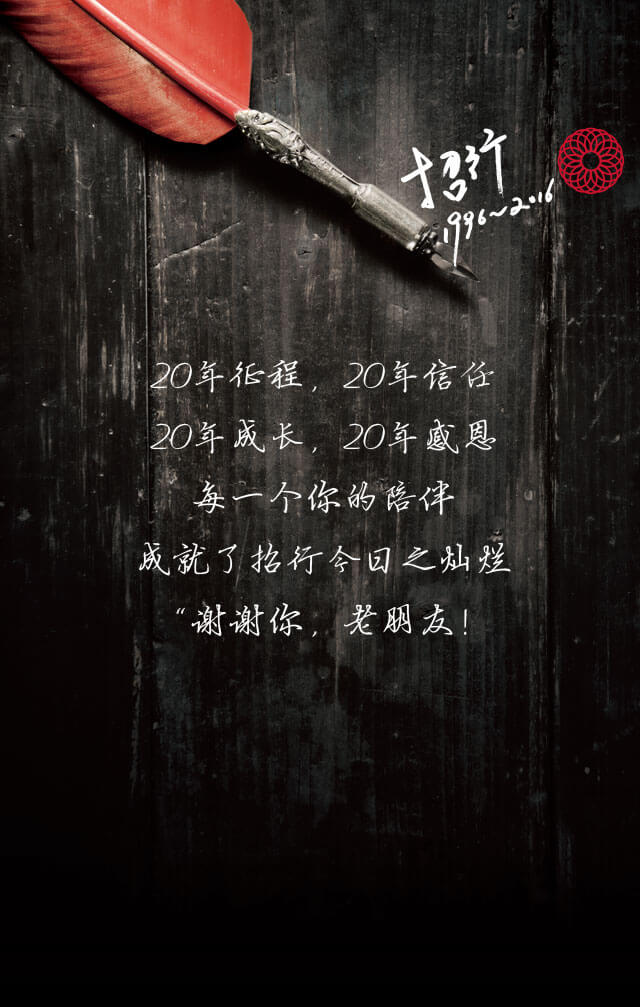 招行
1996~2016
20年征程，20年信任
20年成长，20年感恩
每一个你的陪伴
成就了招行今日之灿烂
“谢谢你，老朋友！